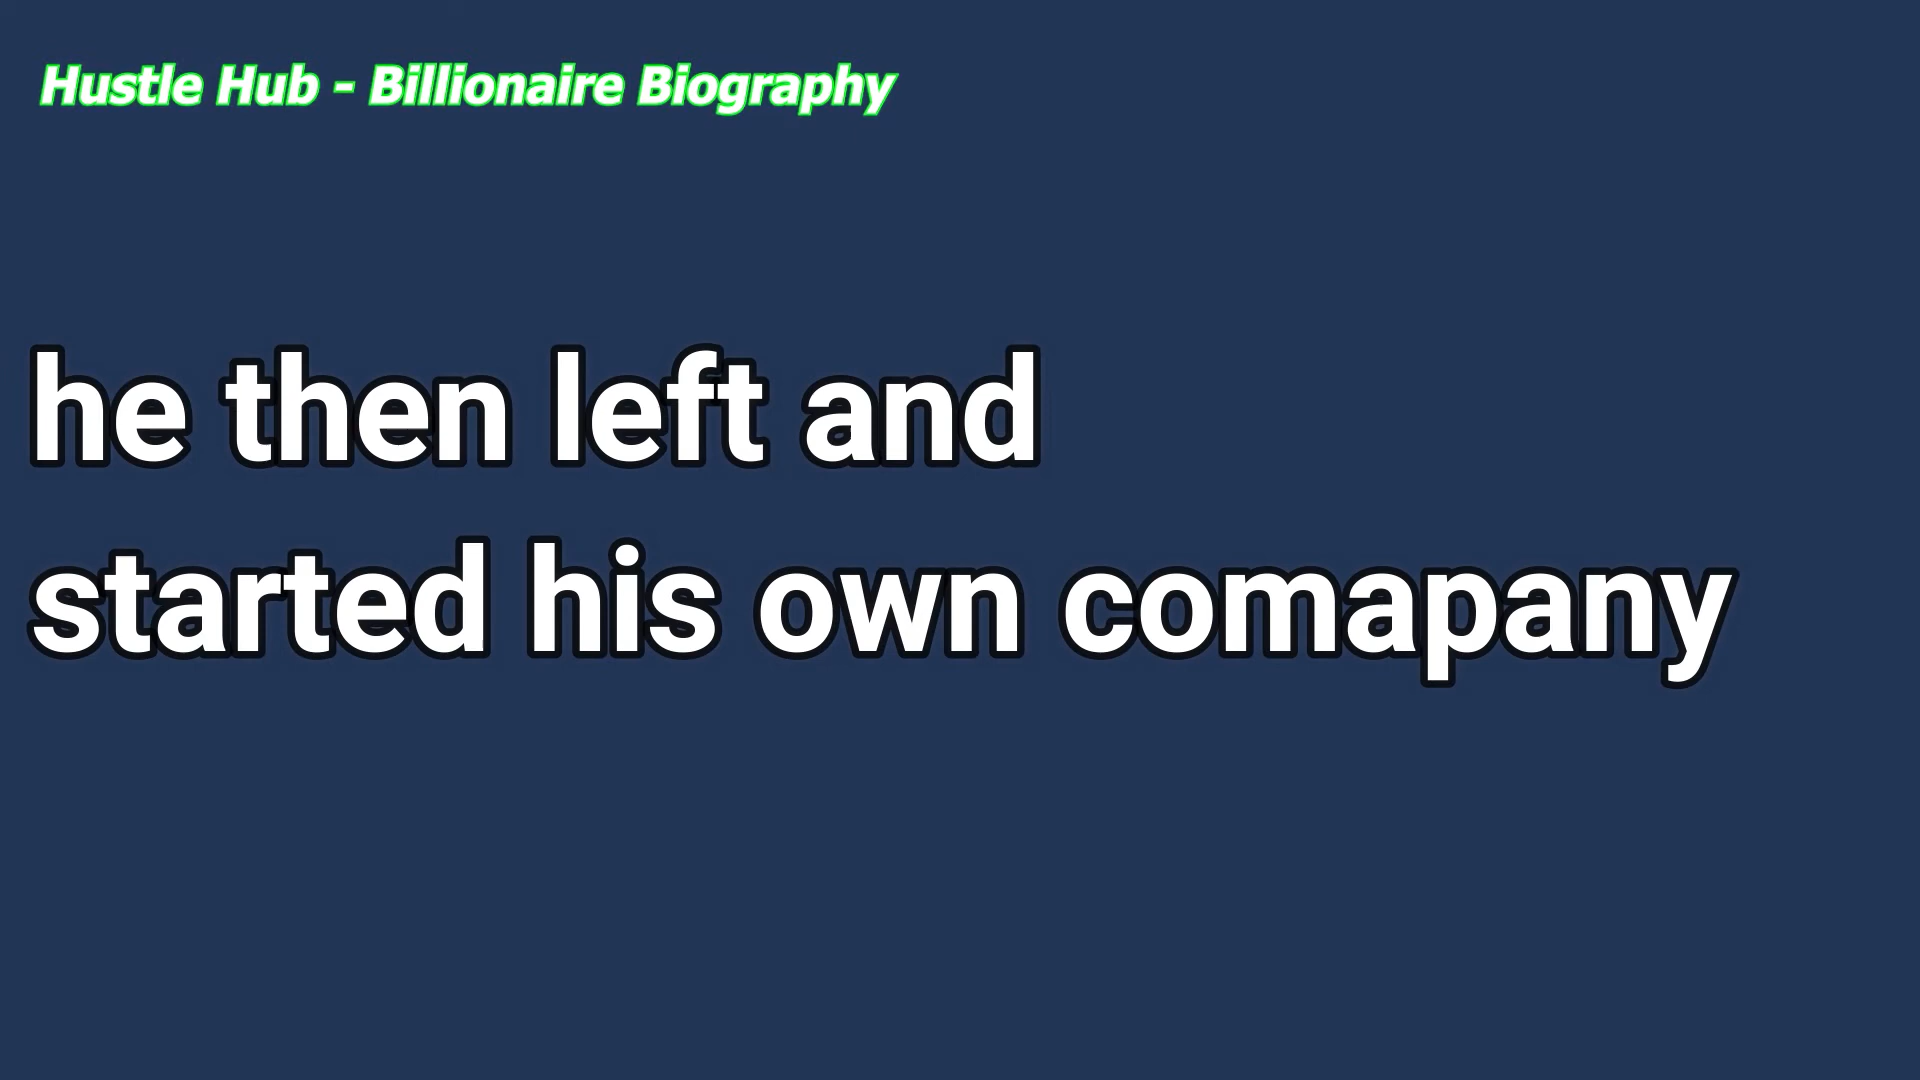 Hustle Hub - Billionaire Biography
he then left and
started his own comapany